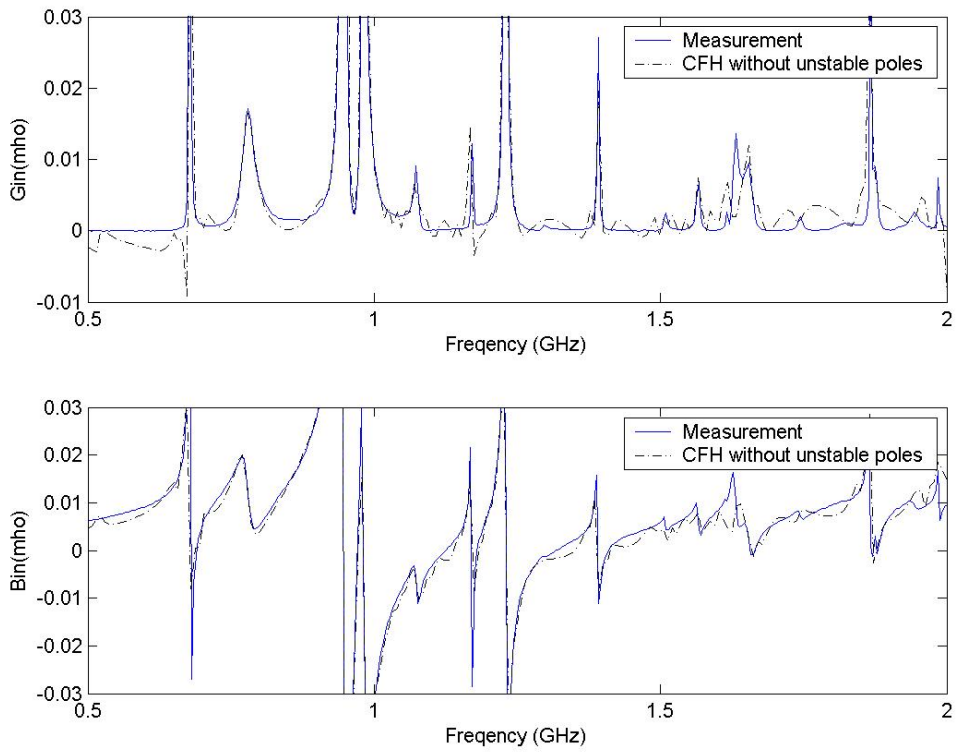 0.03
0.02
0.01
0
-0.01
Gin(mho)
Measurement
CFH without unstable poles
0.5
1
1.5
2
Freqency (GHz)
0.03
0.02
0.01
0
-0.01
-0.02
-0.03
Bin(mho)
Measurement
CFH without unstable poles
0.5
1
1.5
2
Freqency (GHz)